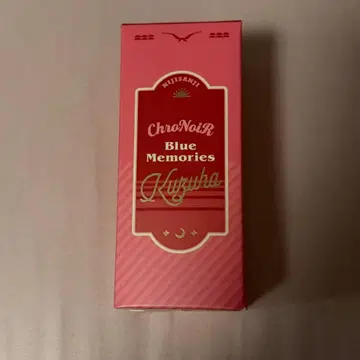 NIJISANJI
ChroNoiR
Blue
Memories
Kuzuha